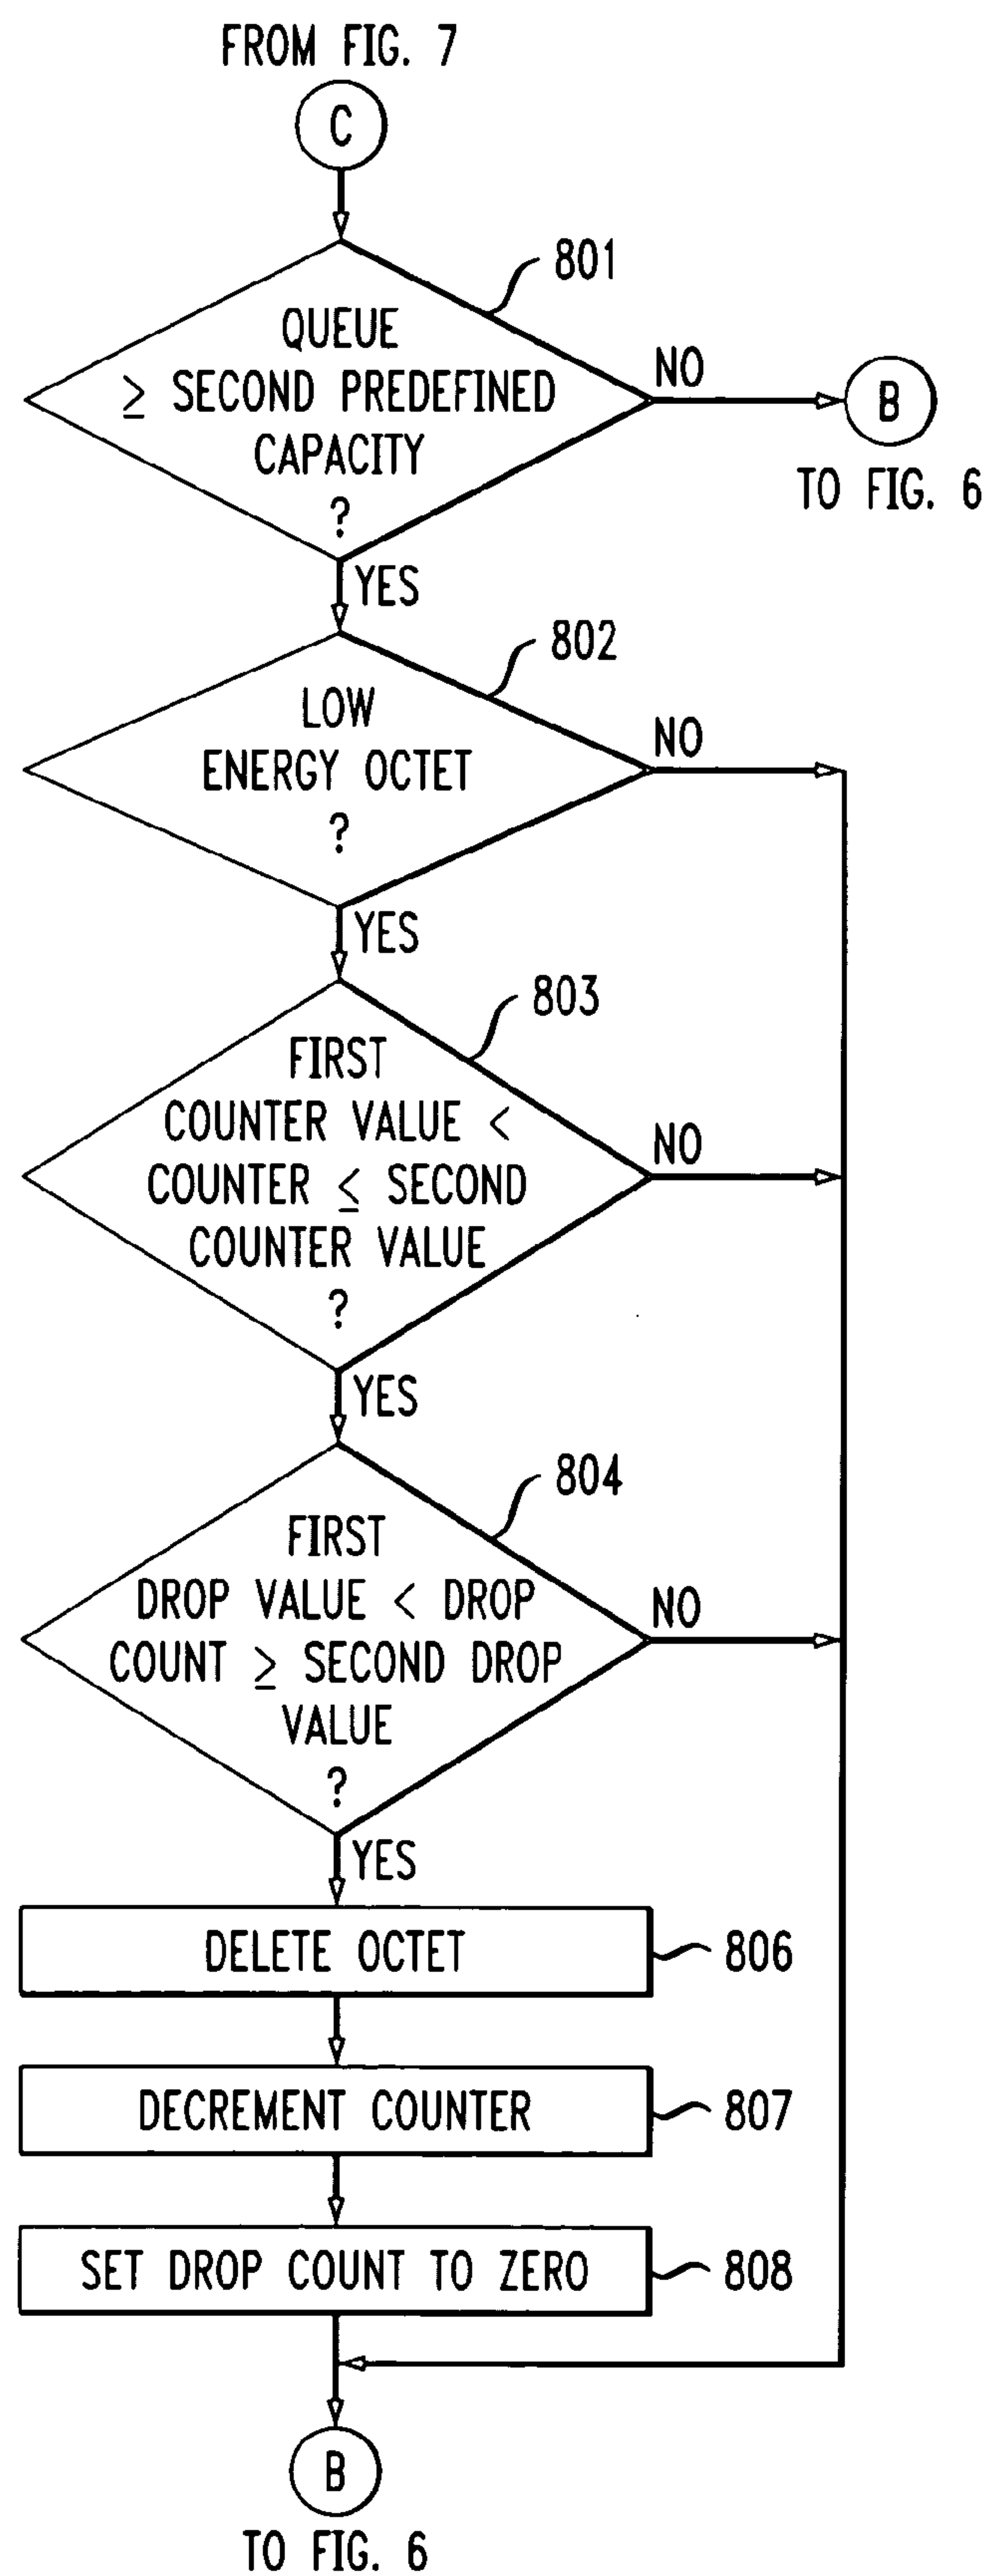 FROM FIG. 7
C
801
QUEUE
≥ SECOND PREDEFINED
CAPACITY
?
NO
B
TO FIG. 6
YES
802
LOW
ENERGY OCTET
?
NO
YES
803
FIRST
COUNTER VALUE <
COUNTER ≤ SECOND
COUNTER VALUE
?
NO
YES
804
FIRST
DROP VALUE < DROP
COUNT ≥ SECOND DROP
VALUE
?
NO
YES
DELETE OCTET
806
DECREMENT COUNTER
807
SET DROP COUNT TO ZERO
808
B
TO FIG. 6